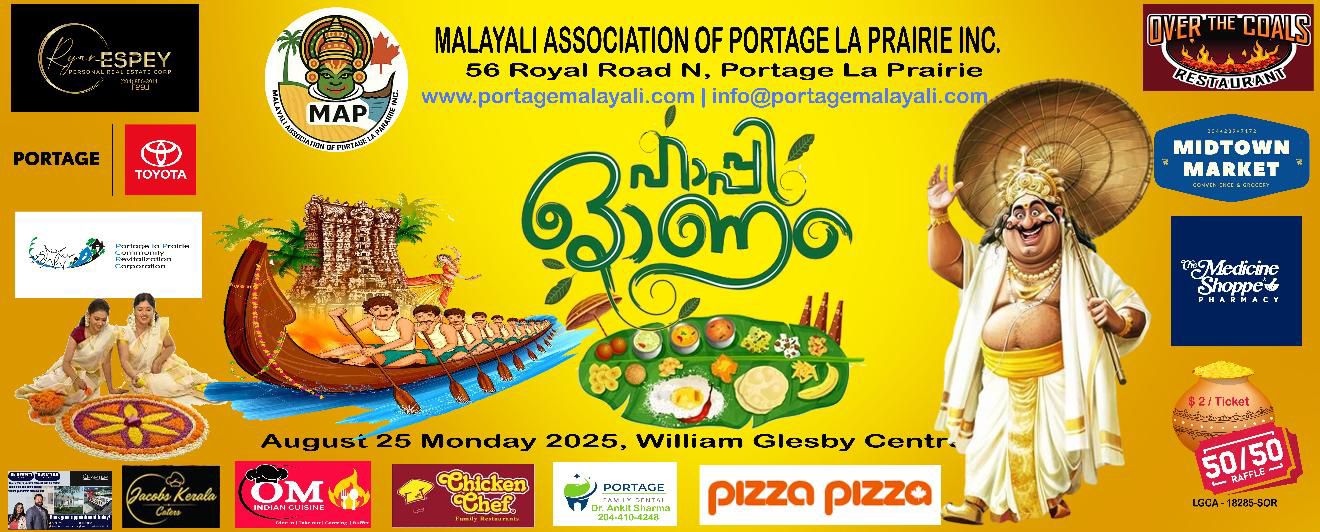 MALAYALI ASSOCIATION OF PORTAGE LA PRAIRIE INC.
56 Royal Road N, Portage La Prairie
www.portagemalayali.com | info@portagemalayali.com
MAP
MALAYALI ASSOCIATION OF PORTAGE LA PRAIRIE INC.
Ryan ESPEY
PERSONAL REAL ESTATE CORP
PORTAGE
TOYOTA
Portage la Prairie
Community
Revitalization
Corporation
ഹാപ്പി
ഓണം
OVER THE COALS
RESTAURANT
MIDTOWN
MARKET
CONVENIENCE & GROCERY
The Medicine
Shoppe
PHARMACY
$ 2 / Ticket
50/50
RAFFLE
LGCA - 18285-SOR
August 25 Monday 2025, William Glesby Centr
Jacobs Kerala
Caters
OM
INDIAN CUISINE
Chicken
Chef
Family Restaurants
PORTAGE
FAMILY DENTAL
Dr. Ankit Sharma
204-410-4248
pizza pizza